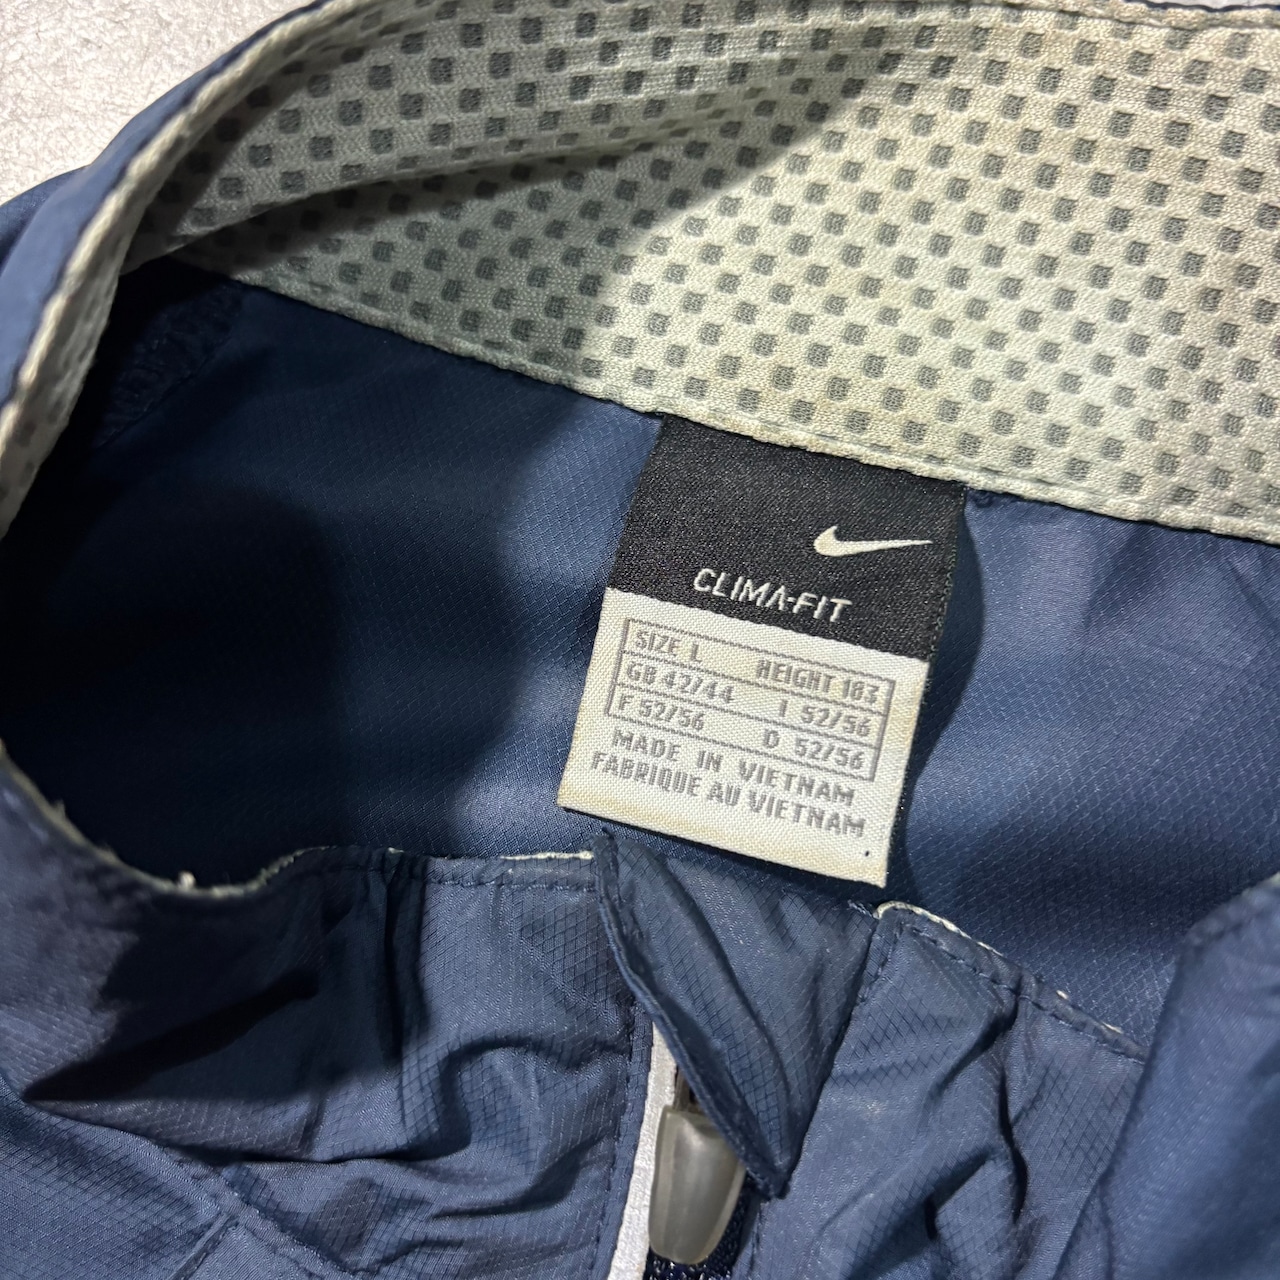 CLIMA-FIT
SIZE L HEIGHT 183
GB 42/44 I 52/56
F 52/56 D 52/56
MADE IN VIETNAM
FABRIQUE AU VIETNAM